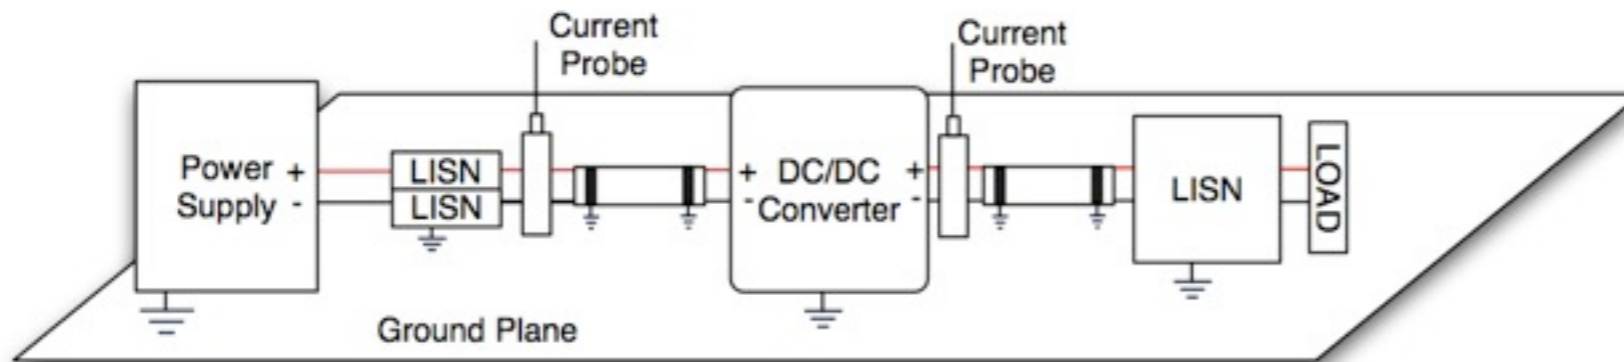 Current
Probe
Current
Probe
Power +
Supply -
LISN
LISN
+ DC/DC +
- Converter -
LISN
LOAD
Ground Plane